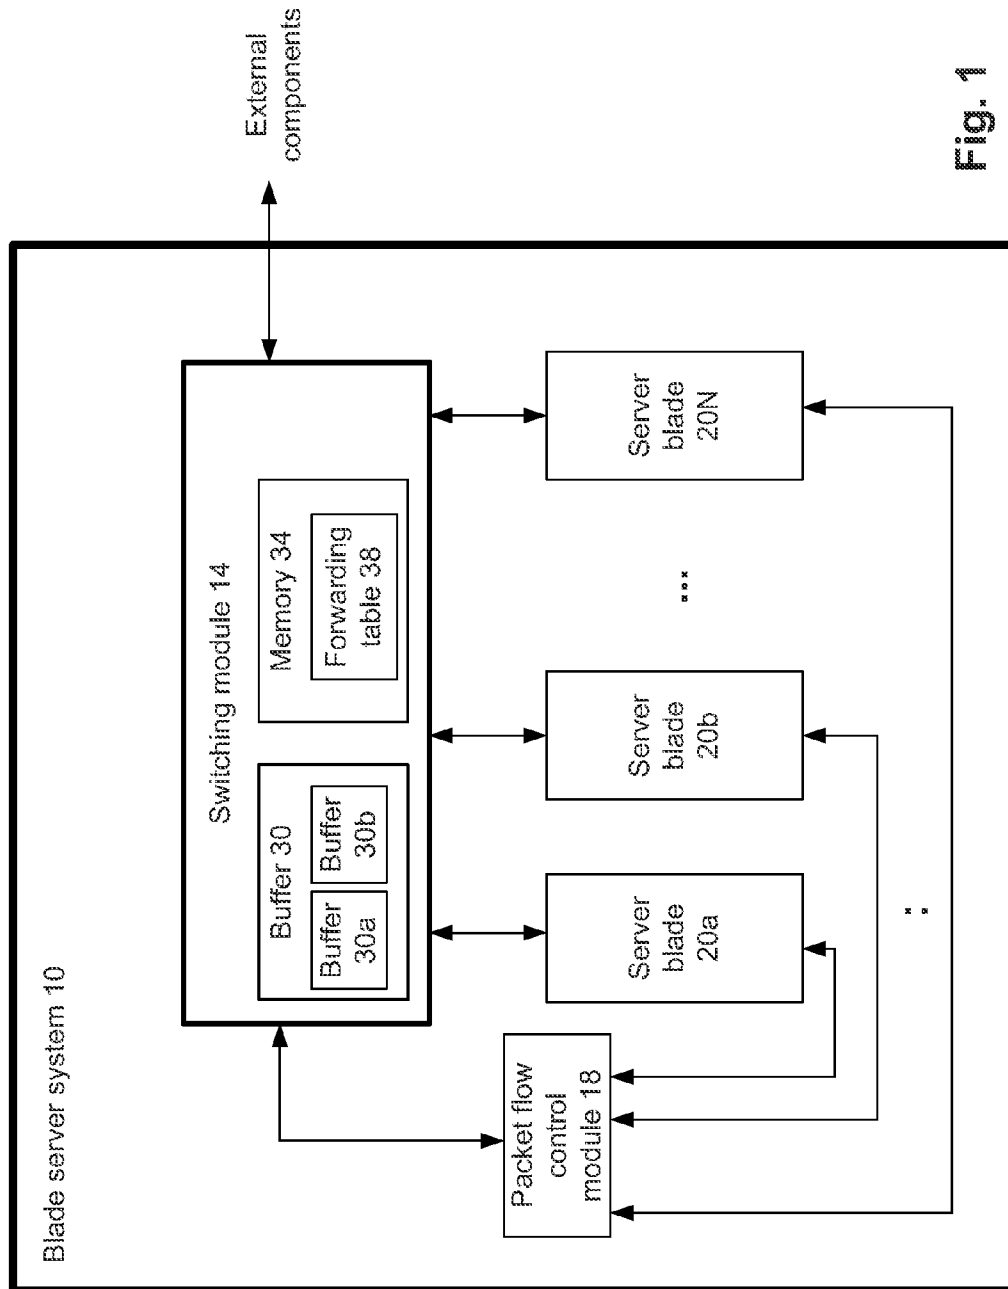 Blade server system 10
Switching module 14
Buffer 30
Buffer
30a
Buffer
30b
Memory 34
Forwarding
table 38
External
components
Packet flow
control
module 18
Server
blade
20a
Server
blade
20b
...
Server
blade
20N
Fig. 1